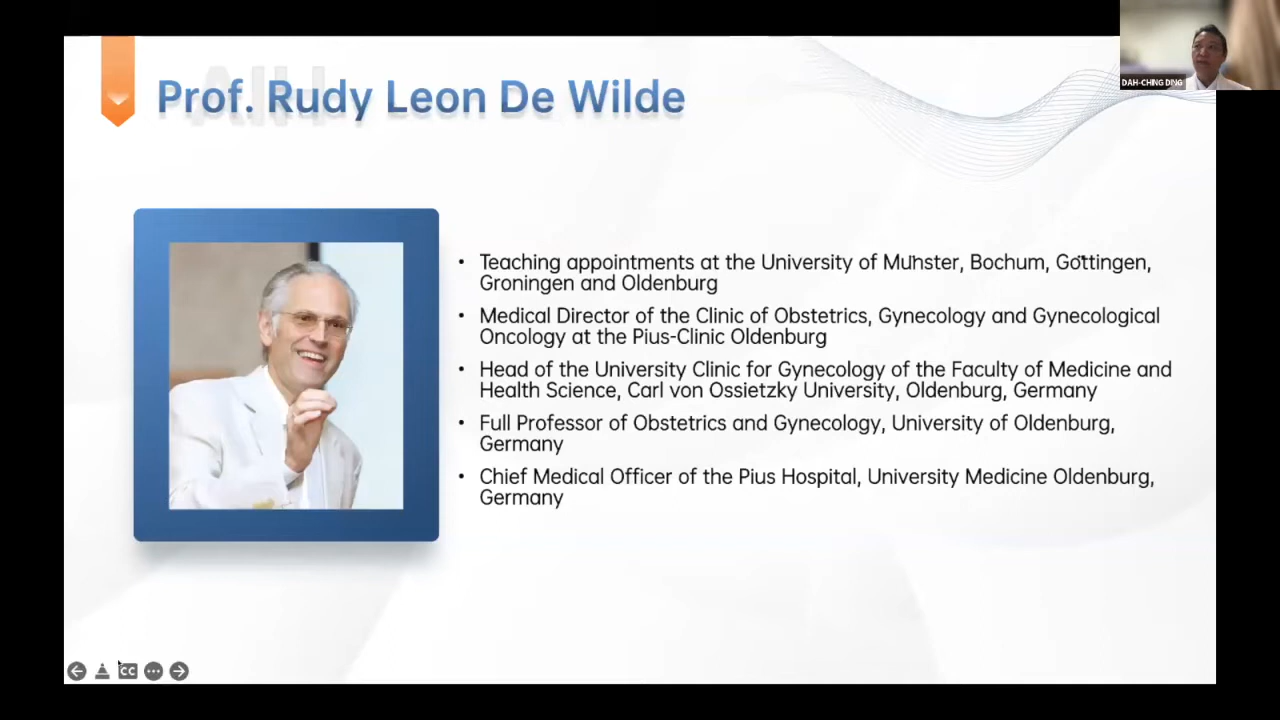 Prof. Rudy Leon De Wilde
DAH-CHING DING
• Teaching appointments at the University of Münster, Bochum, Göttingen,
Groningen and Oldenburg
• Medical Director of the Clinic of Obstetrics, Gynecology and Gynecological
Oncology at the Pius-Clinic Oldenburg
• Head of the University Clinic for Gynecology of the Faculty of Medicine and
Health Science, Carl von Ossietzky University, Oldenburg, Germany
• Full Professor of Obstetrics and Gynecology, University of Oldenburg,
Germany
• Chief Medical Officer of the Pius Hospital, University Medicine Oldenburg,
Germany
CC